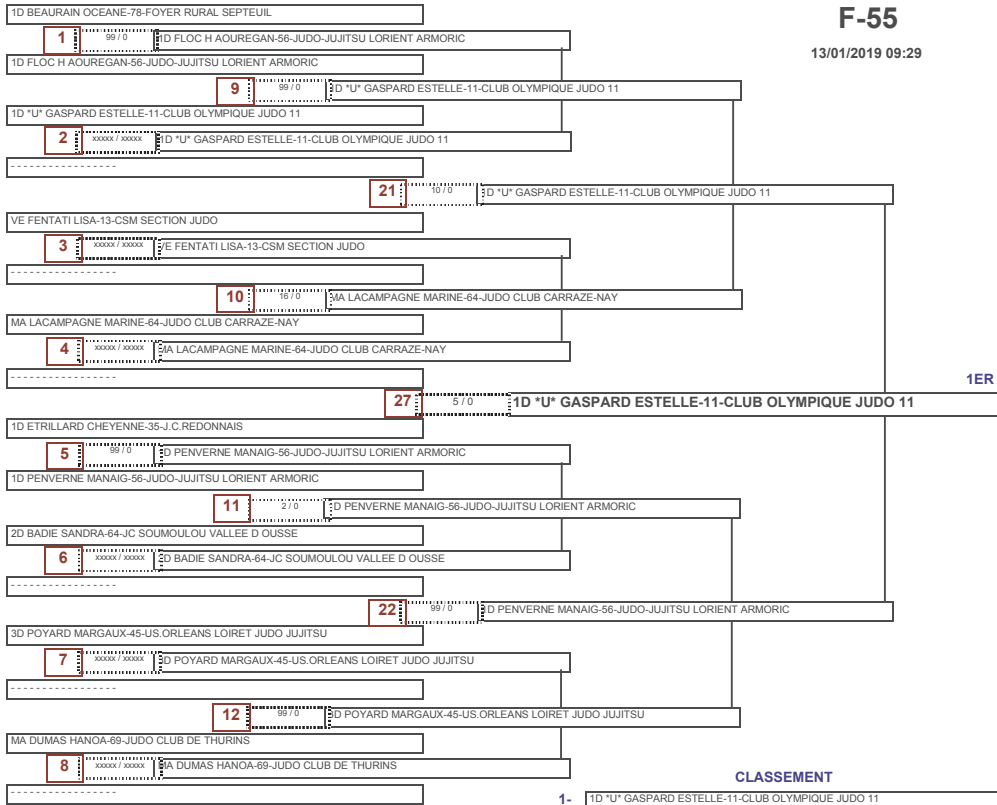 F-55
13/01/2019 09:29
1D BEAURAIN OCEANE-78-FOYER RURAL SEPTEUIL
1 99 / 0 1D FLOC H AOUREGAN-56-JUDO-JUJITSU LORIENT ARMORIC
1D FLOC H AOUREGAN-56-JUDO-JUJITSU LORIENT ARMORIC
9 99 / 0 1D *U* GASPARD ESTELLE-11-CLUB OLYMPIQUE JUDO 11
1D *U* GASPARD ESTELLE-11-CLUB OLYMPIQUE JUDO 11
2 xxxxx / xxxxx 1D *U* GASPARD ESTELLE-11-CLUB OLYMPIQUE JUDO 11
- - - - - - - - - - - - - - - - -
21 10 / 0 1D *U* GASPARD ESTELLE-11-CLUB OLYMPIQUE JUDO 11
VE FENTATI LISA-13-CSM SECTION JUDO
3 xxxxx / xxxxx VE FENTATI LISA-13-CSM SECTION JUDO
- - - - - - - - - - - - - - - - -
10 16 / 0 MA LACAMPAGNE MARINE-64-JUDO CLUB CARRAZE-NAY
MA LACAMPAGNE MARINE-64-JUDO CLUB CARRAZE-NAY
4 xxxxx / xxxxx MA LACAMPAGNE MARINE-64-JUDO CLUB CARRAZE-NAY
- - - - - - - - - - - - - - - - -
1ER
27 5 / 0 1D *U* GASPARD ESTELLE-11-CLUB OLYMPIQUE JUDO 11
1D ETRILLARD CHEYENNE-35-J.C.REDONNAIS
5 99 / 0 1D PENVERNE MANAIG-56-JUDO-JUJITSU LORIENT ARMORIC
1D PENVERNE MANAIG-56-JUDO-JUJITSU LORIENT ARMORIC
11 2 / 0 1D PENVERNE MANAIG-56-JUDO-JUJITSU LORIENT ARMORIC
2D BADIE SANDRA-64-JC SOUMOULOU VALLEE D OUSSE
6 xxxxx / xxxxx 2D BADIE SANDRA-64-JC SOUMOULOU VALLEE D OUSSE
- - - - - - - - - - - - - - - - -
22 99 / 0 1D PENVERNE MANAIG-56-JUDO-JUJITSU LORIENT ARMORIC
3D POYARD MARGAUX-45-US.ORLEANS LOIRET JUDO JUJITSU
7 xxxxx / xxxxx 3D POYARD MARGAUX-45-US.ORLEANS LOIRET JUDO JUJITSU
- - - - - - - - - - - - - - - - -
12 99 / 0 3D POYARD MARGAUX-45-US.ORLEANS LOIRET JUDO JUJITSU
MA DUMAS HANOA-69-JUDO CLUB DE THURINS
8 xxxxx / xxxxx MA DUMAS HANOA-69-JUDO CLUB DE THURINS
- - - - - - - - - - - - - - - - -
CLASSEMENT
1- 1D *U* GASPARD ESTELLE-11-CLUB OLYMPIQUE JUDO 11